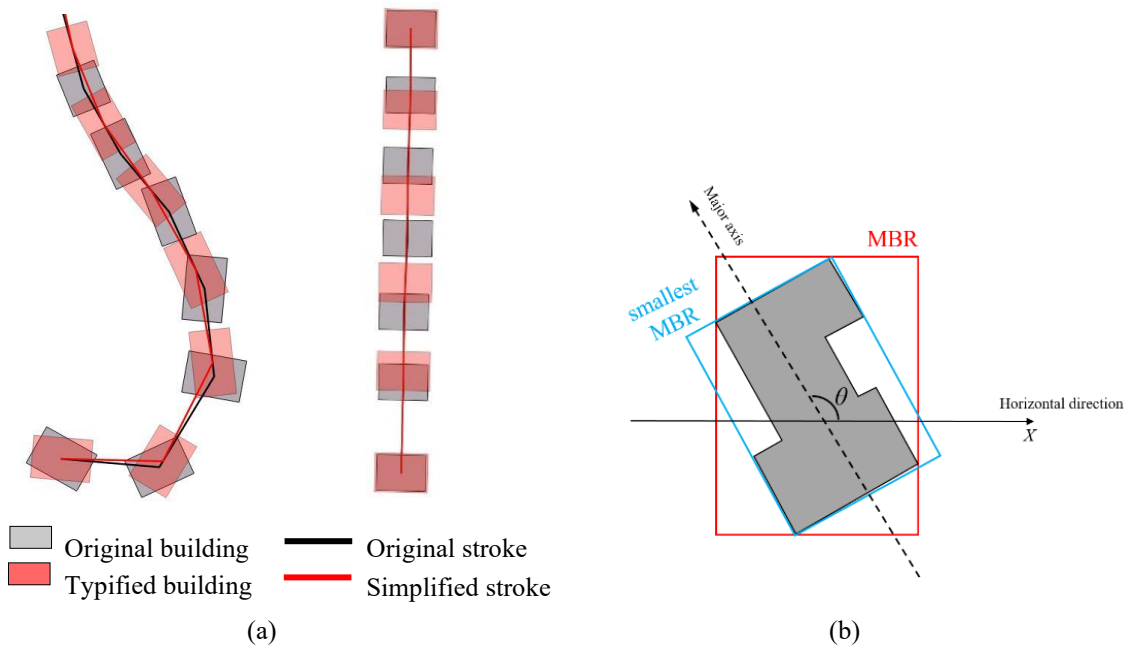 Original building
Typified building
Original stroke
Simplified stroke
(a)
Major axis
MBR
smallest
MBR
θ
Horizontal direction
X
(b)